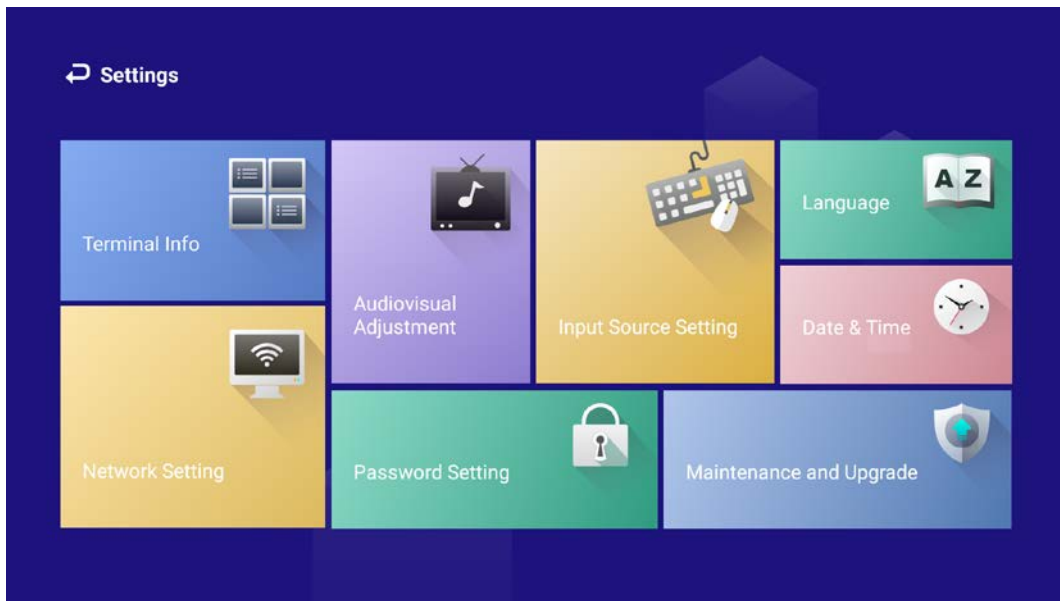 Settings
Terminal Info
Audiovisual
Adjustment
Input Source Setting
A Z
Language
Date & Time
Network Setting
Password Setting
Maintenance and Upgrade